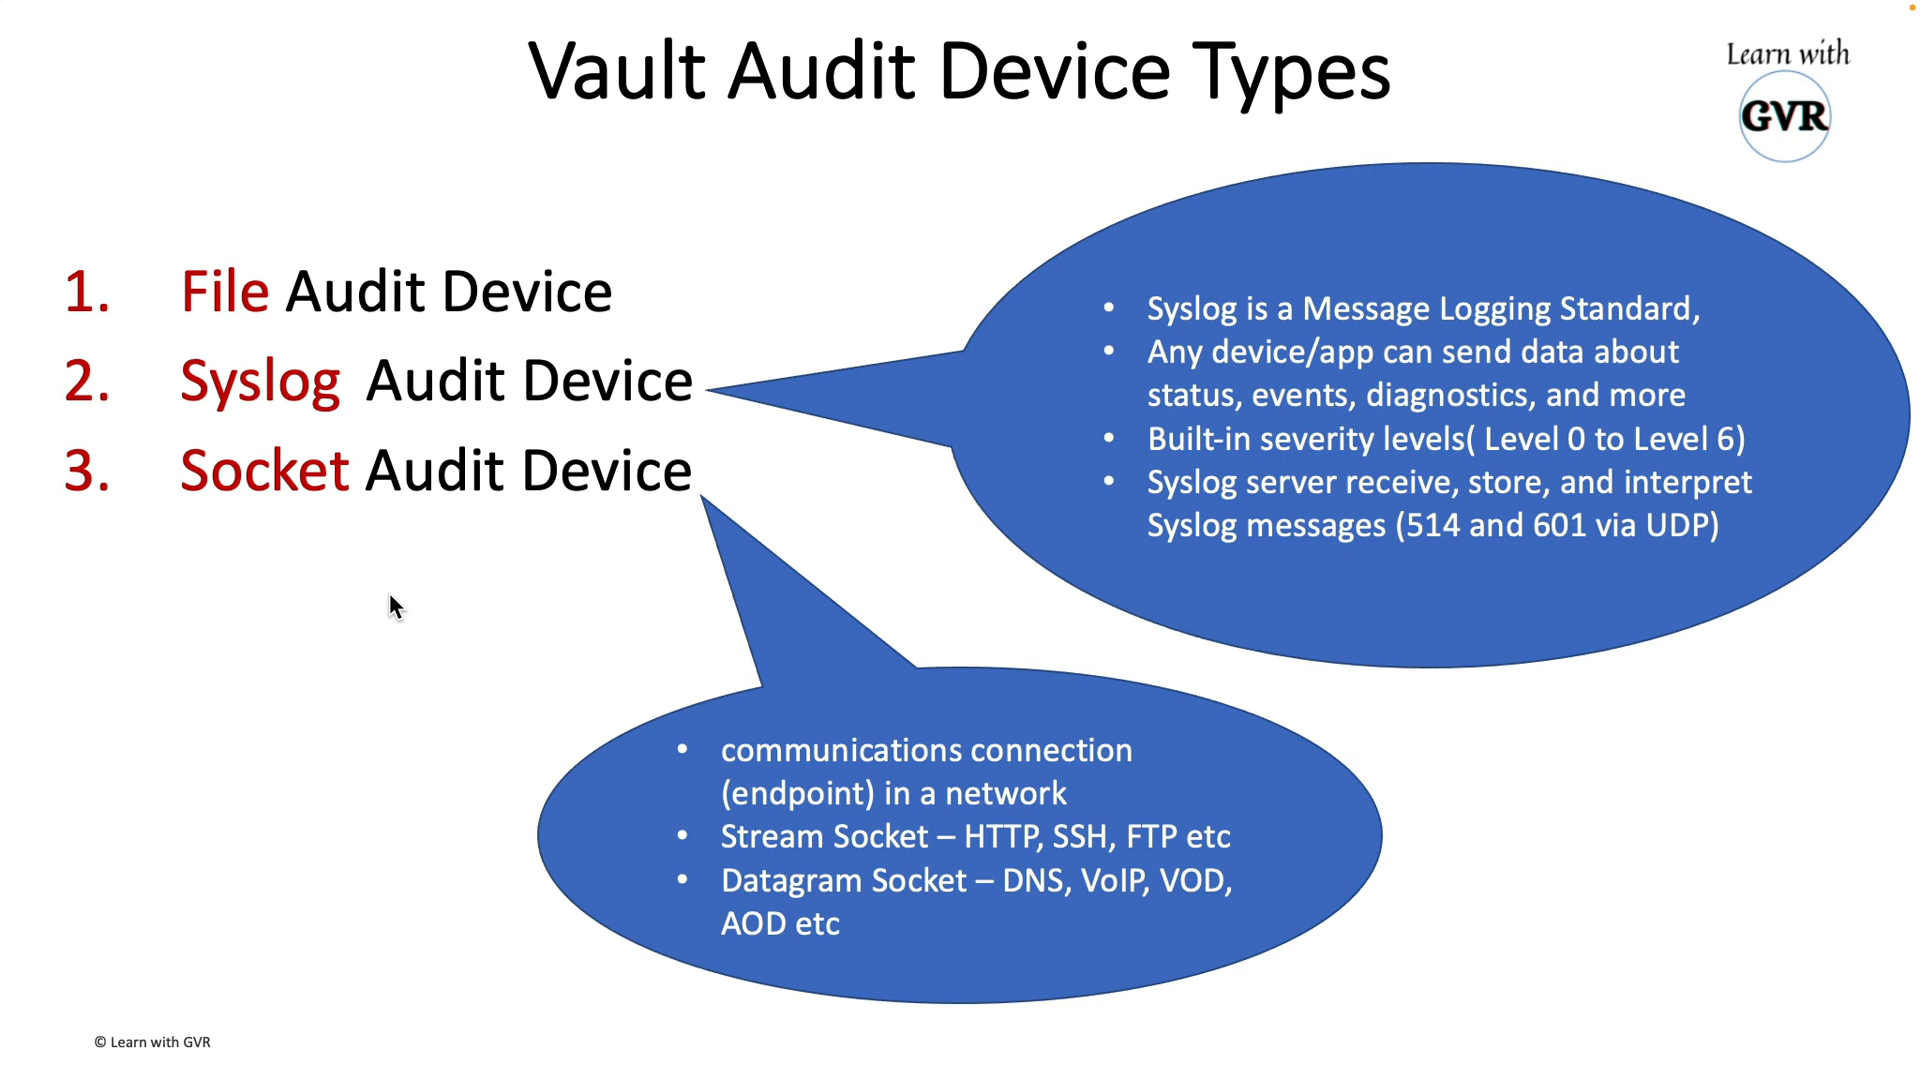 Vault Audit Device Types
Learn with
GVR
1. File Audit Device
2. Syslog Audit Device
3. Socket Audit Device
• Syslog is a Message Logging Standard,
• Any device/app can send data about
status, events, diagnostics, and more
• Built-in severity levels( Level 0 to Level 6)
• Syslog server receive, store, and interpret
Syslog messages (514 and 601 via UDP)
• communications connection
(endpoint) in a network
• Stream Socket – HTTP, SSH, FTP etc
• Datagram Socket – DNS, VoIP, VOD,
AOD etc
© Learn with GVR